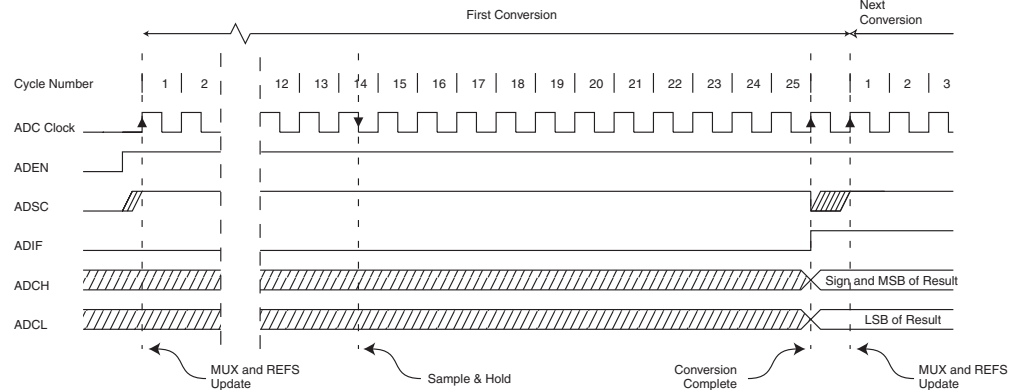 First Conversion
Next
Conversion
Cycle Number 1 2 12 13 14 15 16 17 18 19 20 21 22 23 24 25 1 2 3
ADC Clock
ADEN
ADSC
ADIF
ADCH Sign and MSB of Result
ADCL LSB of Result
MUX and REFS
Update
Sample & Hold
Conversion
Complete
MUX and REFS
Update